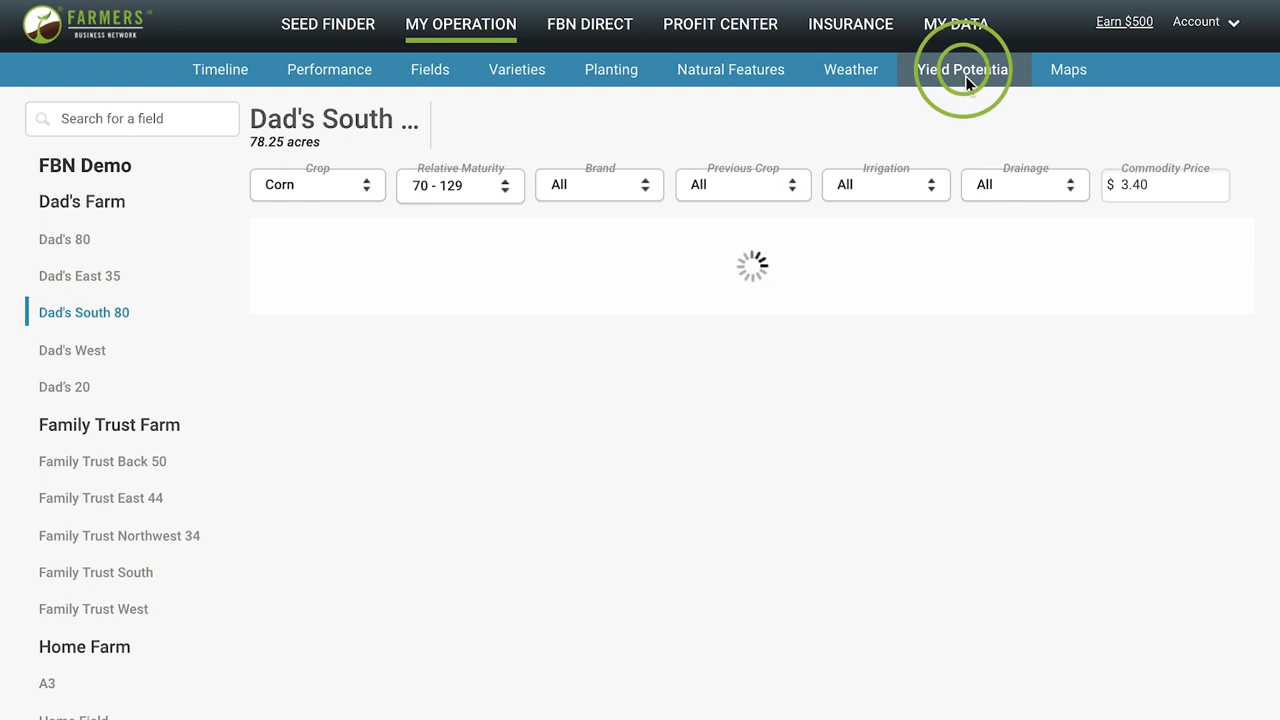 FARMERS
BUSINESS NETWORK
SEED FINDER
MY OPERATION
FBN DIRECT
PROFIT CENTER
INSURANCE
MY DATA
Earn $500
Account
Timeline
Performance
Fields
Varieties
Planting
Natural Features
Weather
Yield Potential
Maps
Search for a field
FBN Demo
Dad's Farm
Dad's 80
Dad's East 35
Dad's South 80
Dad's West
Dad's 20
Family Trust Farm
Family Trust Back 50
Family Trust East 44
Family Trust Northwest 34
Family Trust South
Family Trust West
Home Farm
A3
Home Field
Dad's South ...
78.25 acres
Crop
Corn
Relative Maturity
70 - 129
Brand
All
Previous Crop
All
Irrigation
All
Drainage
All
Commodity Price
$ 3.40